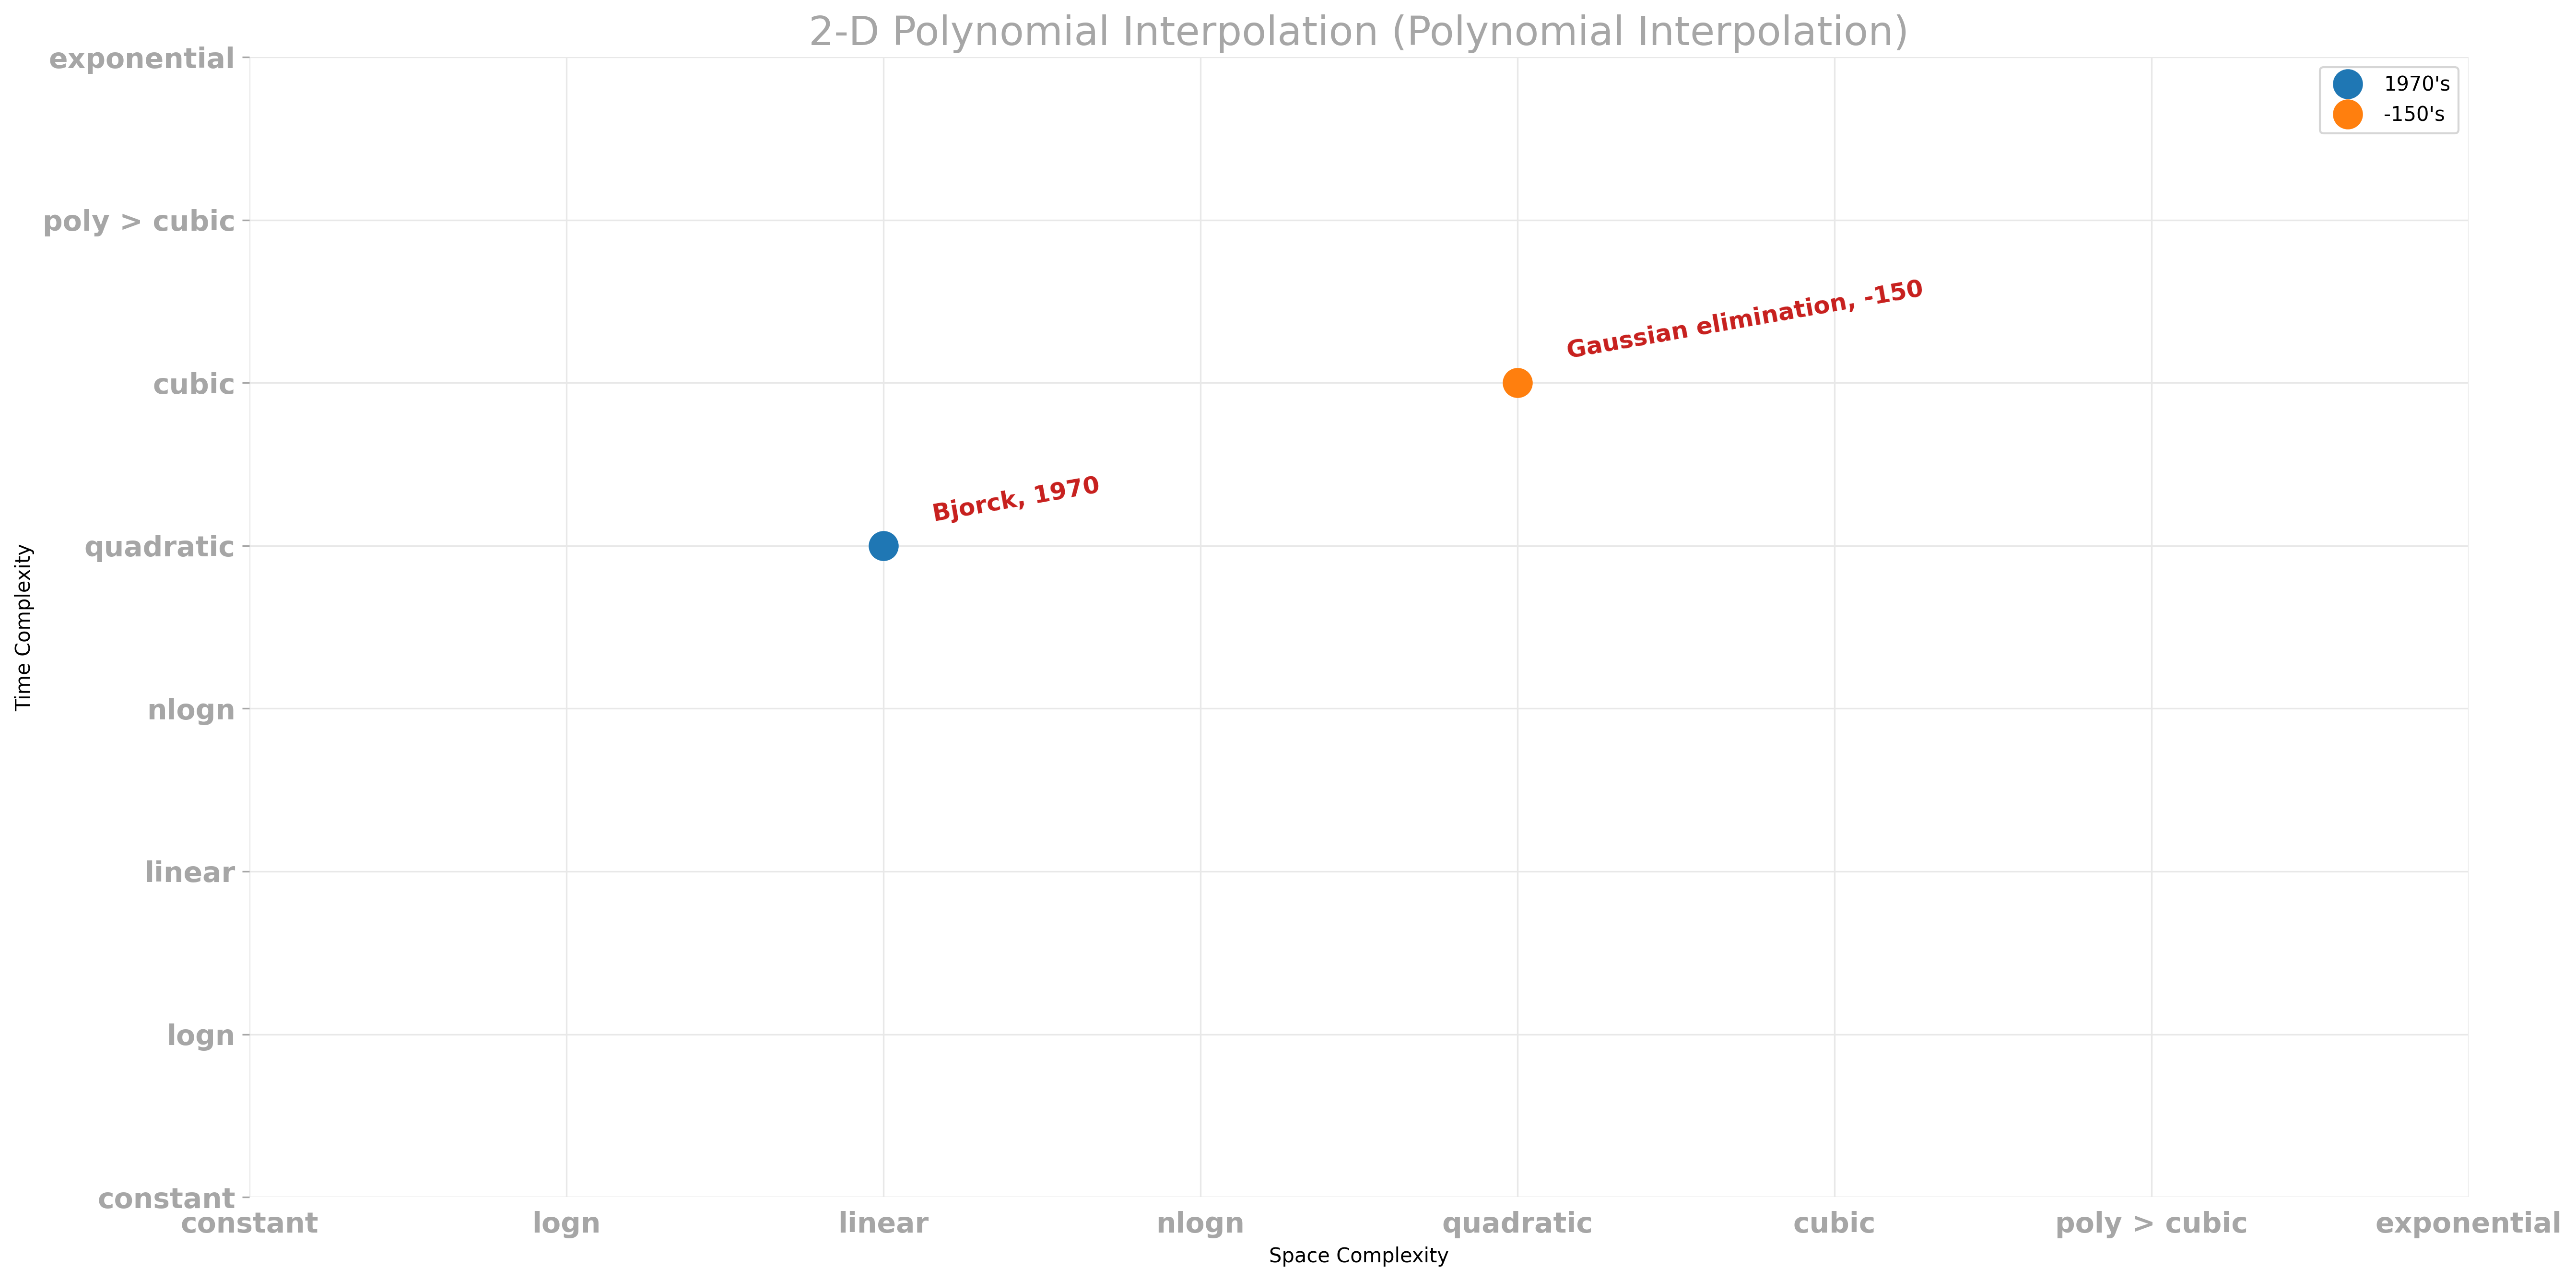 2-D Polynomial Interpolation (Polynomial Interpolation)
exponential
poly > cubic
cubic
quadratic
nlogn
linear
logn
constant
Time Complexity
1970's
-150's
Gaussian elimination, -150
Bjorck, 1970
constant
logn
linear
nlogn
quadratic
cubic
poly > cubic
exponential
Space Complexity